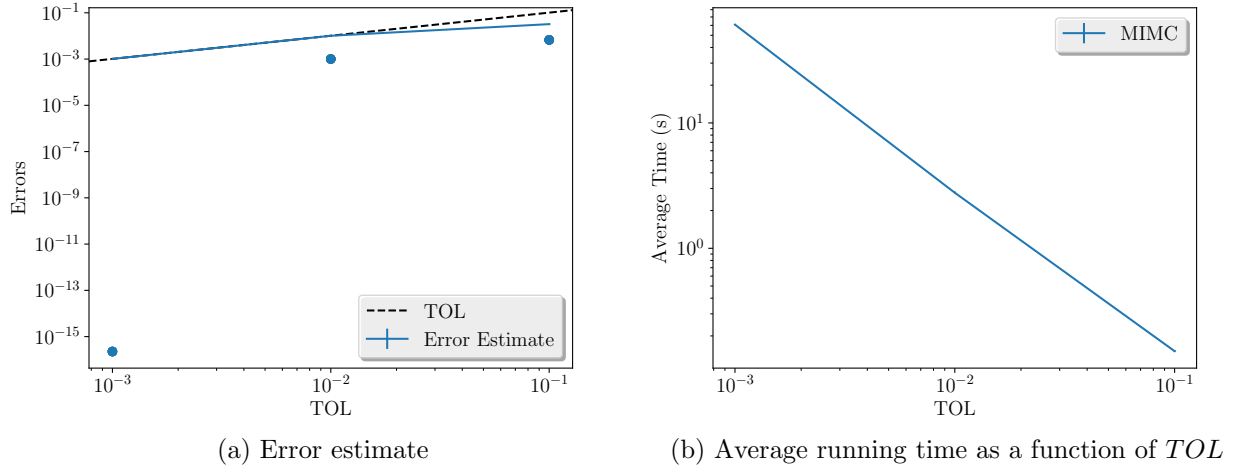 10^{-1}
10^{-3}
10^{-5}
10^{-7}
10^{-9}
10^{-11}
10^{-13}
10^{-15}
Errors
TOL
Error Estimate
10^{-3} 10^{-2} 10^{-1}
TOL
(a) Error estimate
MIMC
10^{1}
10^{0}
Average Time (s)
10^{-3} 10^{-2} 10^{-1}
TOL
(b) Average running time as a function of TOL